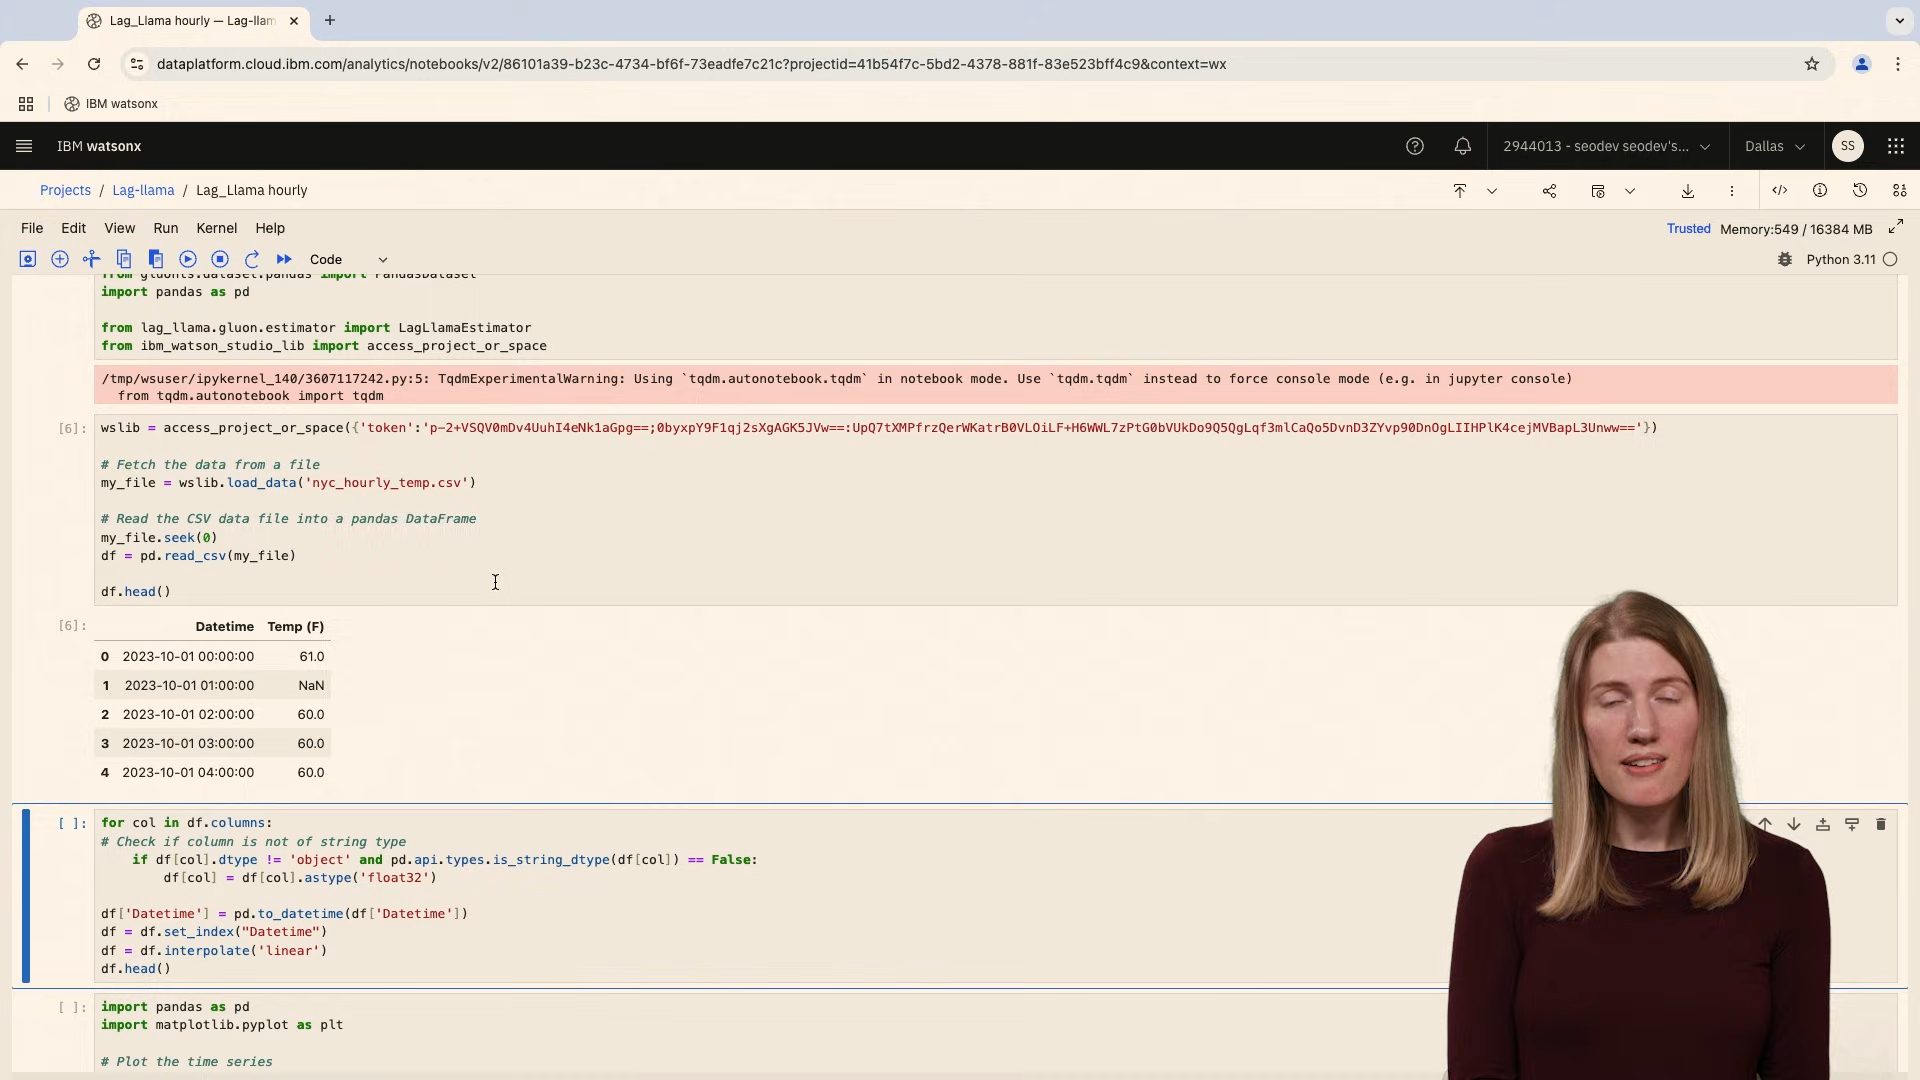 Lag_Llama hourly — Lag-llam
dataplatform.cloud.ibm.com/analytics/notebooks/v2/86101a39-b23c-4734-bf6f-73eadfe7c21c?projectid=41b54f7c-5bd2-4378-881f-83e523bff4c9&context=wx
IBM watsonx
IBM watsonx
2944013 - seodev seodev's...
Dallas
SS
Projects / Lag-llama / Lag_Llama hourly
File Edit View Run Kernel Help
Trusted Memory:549 / 16384 MB
Code
Python 3.11
from gluonts.dataset.pandas import PandasDataset
import pandas as pd
from lag_llama.gluon.estimator import LagLlamaEstimator
from ibm_watson_studio_lib import access_project_or_space
/tmp/wsuser/ipykernel_140/3607117242.py:5: TqdmExperimentalWarning: Using `tqdm.autonotebook.tqdm` in notebook mode. Use `tqdm.tqdm` instead to force console mode (e.g. in jupyter console)
from tqdm.autonotebook import tqdm
[6]: wslib = access_project_or_space({'token':'p-2+VSQV0mDv4UuhI4eNk1aGpg==;0byxpY9F1qj2sXgAGK5JVw==:UpQ7tXMPfrzQerWKatrB0VLOiLF+H6WWL7zPtG0bVUkDo9Q5QgLqf3mlCaQo5DvnD3ZYvp90DnOgLIIHPlK4cejMVBapL3Unww=='})
# Fetch the data from a file
my_file = wslib.load_data('nyc_hourly_temp.csv')
# Read the CSV data file into a pandas DataFrame
my_file.seek(0)
df = pd.read_csv(my_file)
df.head()
[6]:
Datetime Temp (F)
0 2023-10-01 00:00:00 61.0
1 2023-10-01 01:00:00 NaN
2 2023-10-01 02:00:00 60.0
3 2023-10-01 03:00:00 60.0
4 2023-10-01 04:00:00 60.0
[ ]: for col in df.columns:
# Check if column is not of string type
if df[col].dtype != 'object' and pd.api.types.is_string_dtype(df[col]) == False:
df[col] = df[col].astype('float32')
df['Datetime'] = pd.to_datetime(df['Datetime'])
df = df.set_index("Datetime")
df = df.interpolate('linear')
df.head()
[ ]: import pandas as pd
import matplotlib.pyplot as plt
# Plot the time series